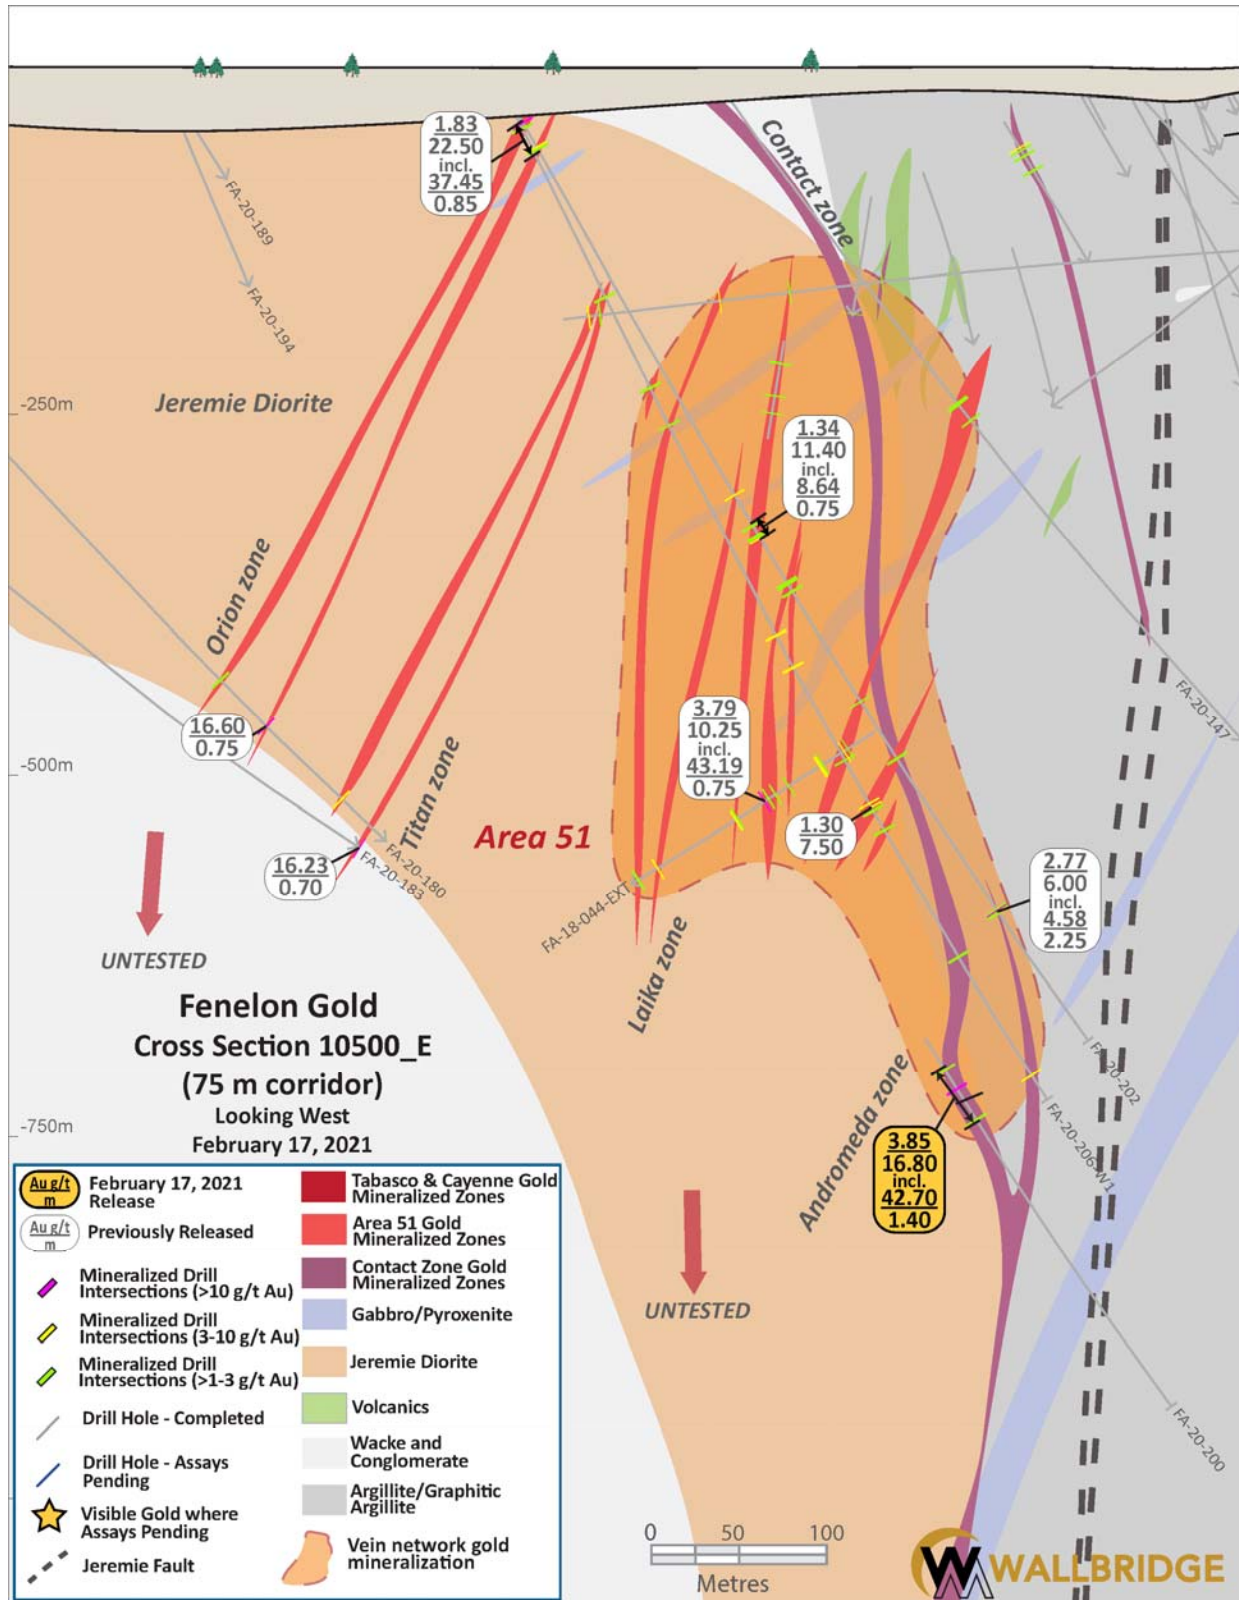 1.83
22.50
incl.
37.45
0.85
Contact zone
FA-20-189
FA-20-194
-250m
Jeremie Diorite
1.34
11.40
incl.
8.64
0.75
Orion zone
FA-20-147
16.60
0.75
3.79
10.25
incl.
43.19
0.75
-500m
Titan zone
Area 51
1.30
7.50
16.23
0.70
FA-20-180
FA-20-183
2.77
6.00
incl.
4.58
2.25
FA-18-044-EXT
UNTESTED
Laika zone
Fenelon Gold
Cross Section 10500_E
(75 m corridor)
Looking West
February 17, 2021
FA-20-202
FA-20-206-W1
-750m
Andromeda zone
3.85
16.80
incl.
42.70
1.40
UNTESTED
FA-20-200
Au g/t
m
February 17, 2021
Release
Au g/t
m
Previously Released
Mineralized Drill
Intersections (>10 g/t Au)
Mineralized Drill
Intersections (3-10 g/t Au)
Mineralized Drill
Intersections (>1-3 g/t Au)
Drill Hole - Completed
Drill Hole - Assays
Pending
Visible Gold where
Assays Pending
Jeremie Fault
Tabasco & Cayenne Gold
Mineralized Zones
Area 51 Gold
Mineralized Zones
Contact Zone Gold
Mineralized Zones
Gabbro/Pyroxenite
Jeremie Diorite
Volcanics
Wacke and
Conglomerate
Argillite/Graphitic
Argillite
Vein network gold
mineralization
0 50 100
Metres
WALLBRIDGE